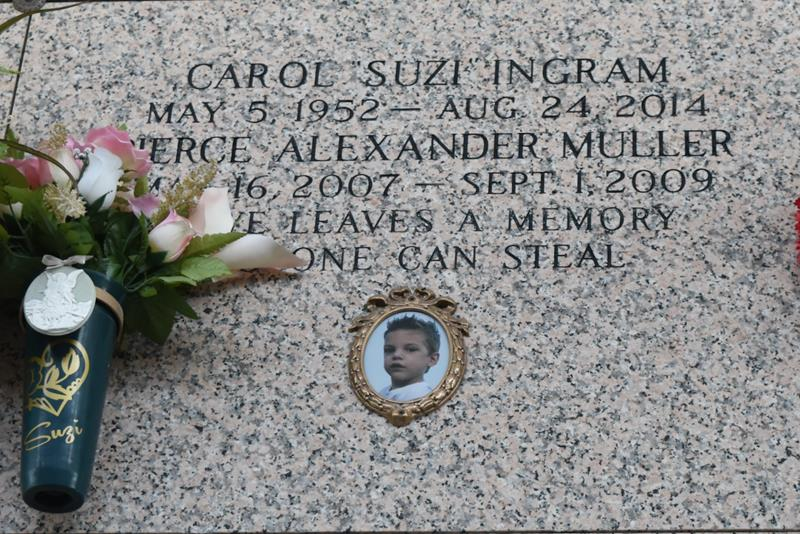 CAROL "SUZI" INGRAM
MAY 5, 1952 — AUG. 24, 2014
ALEXANDER MULLER
16, 2007 — SEPT. 1, 2009
LEAVES A MEMORY
CAN STEAL
Suzi